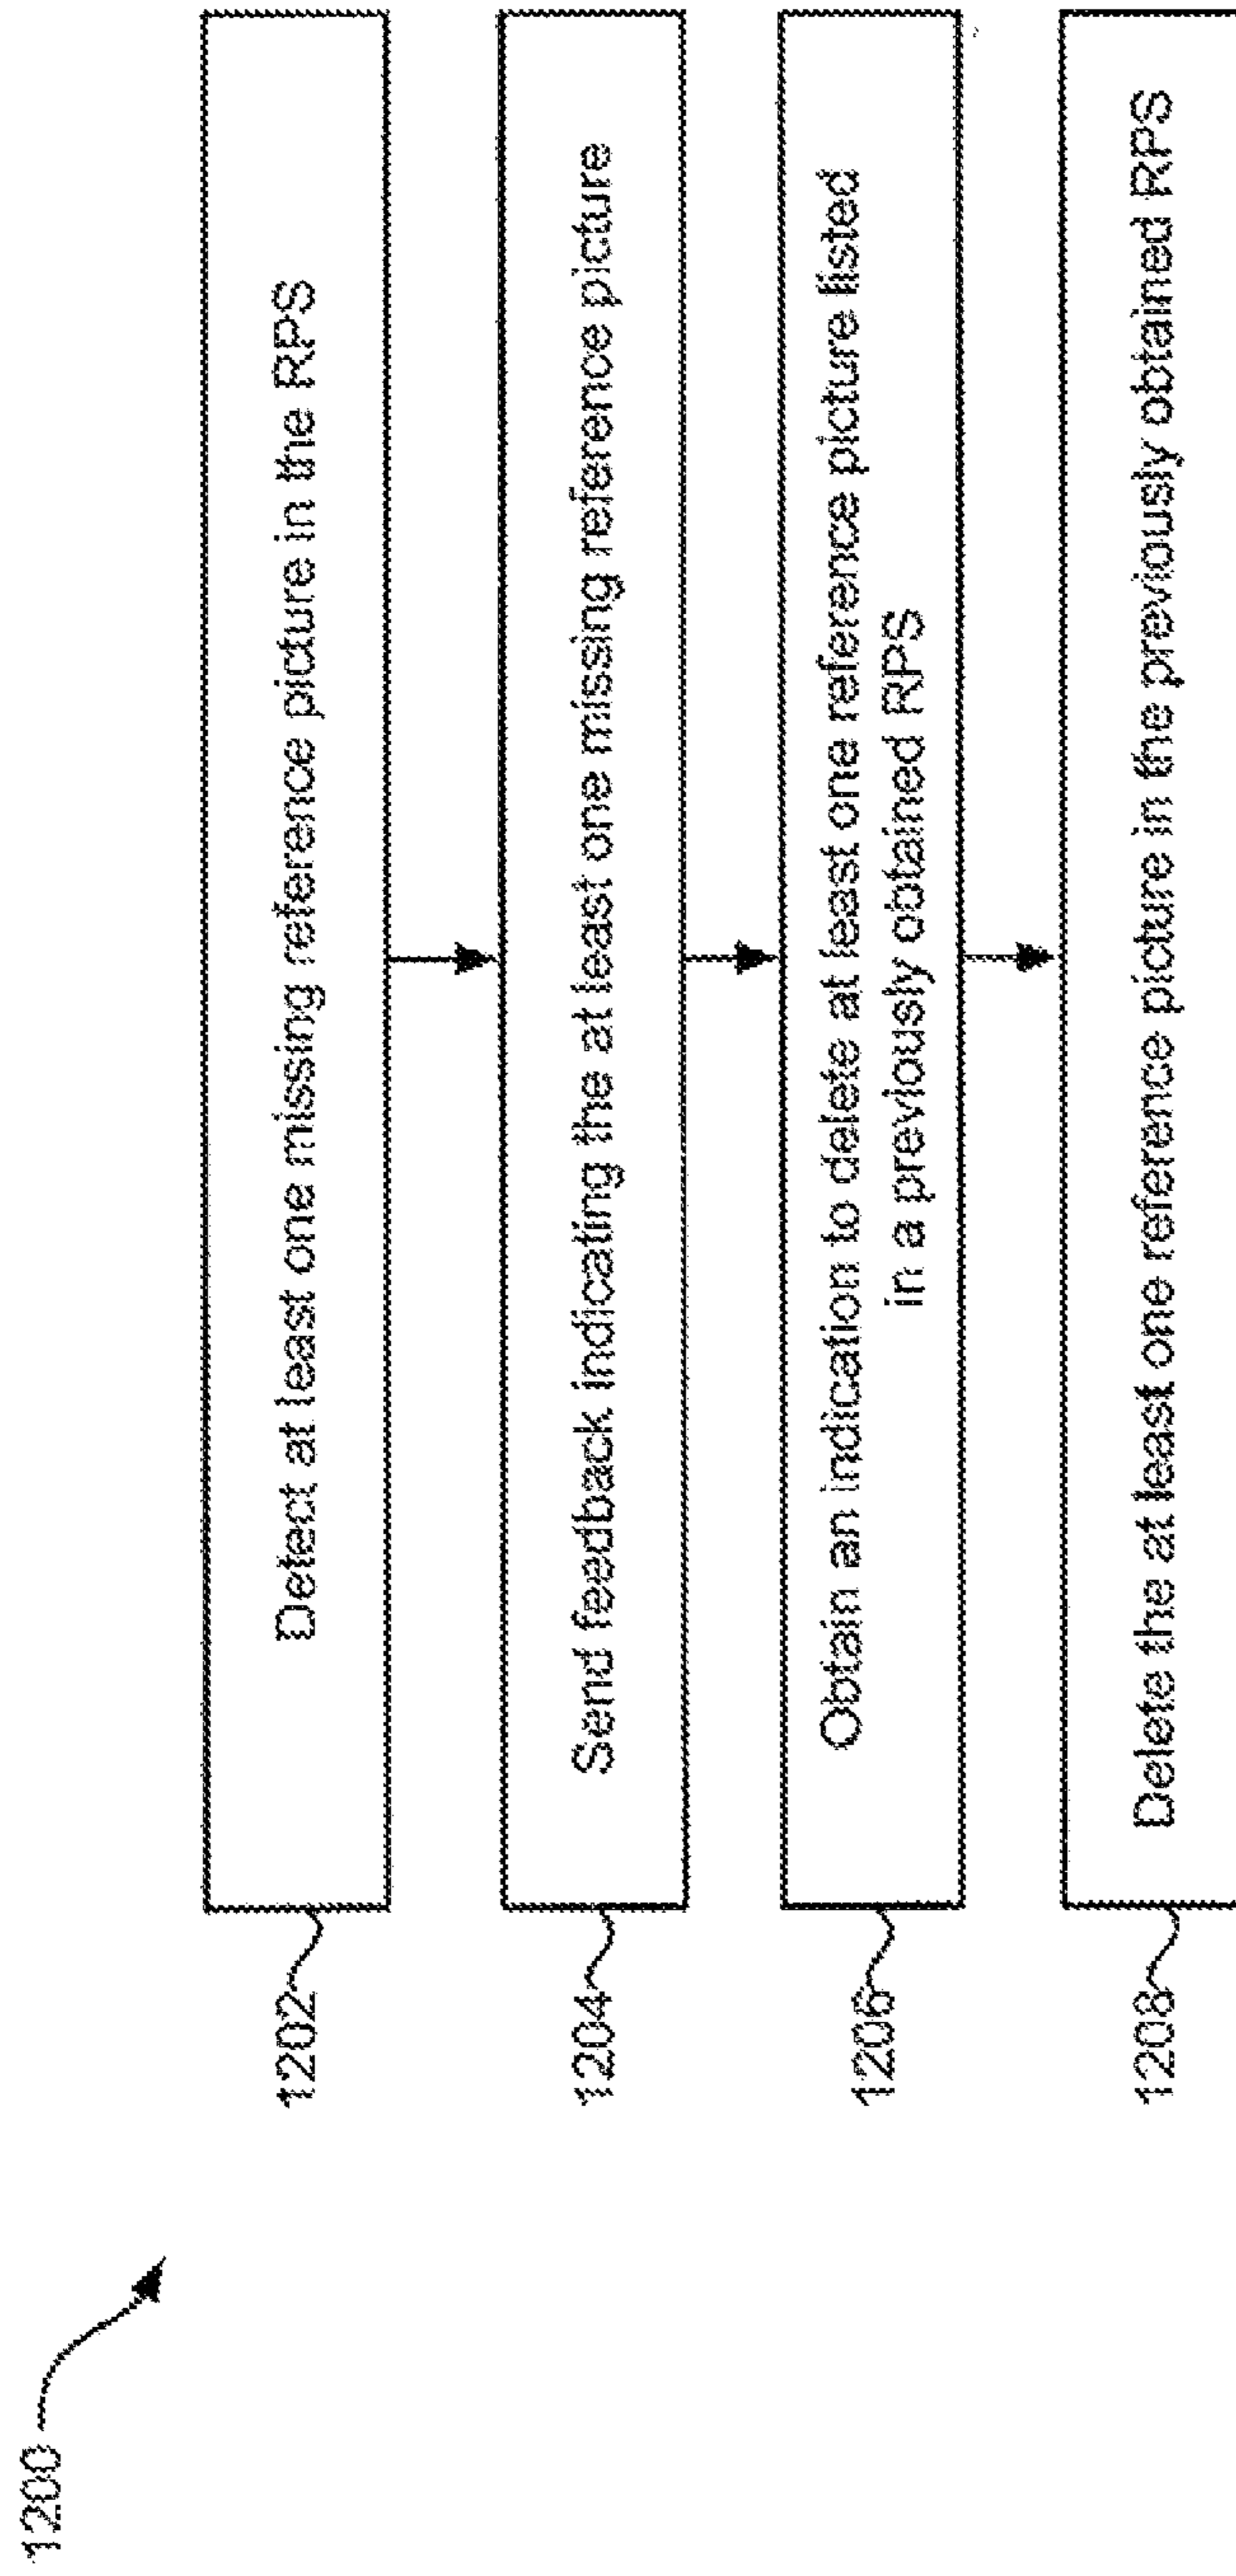 1200
1202
Detect at least one missing reference picture in the RPS
1204
Send feedback indicating the at least one missing reference picture
1206
Obtain an indication to delete at least one reference picture listed
in a previously obtained RPS
1208
Delete the at least one reference picture in the previously obtained RPS